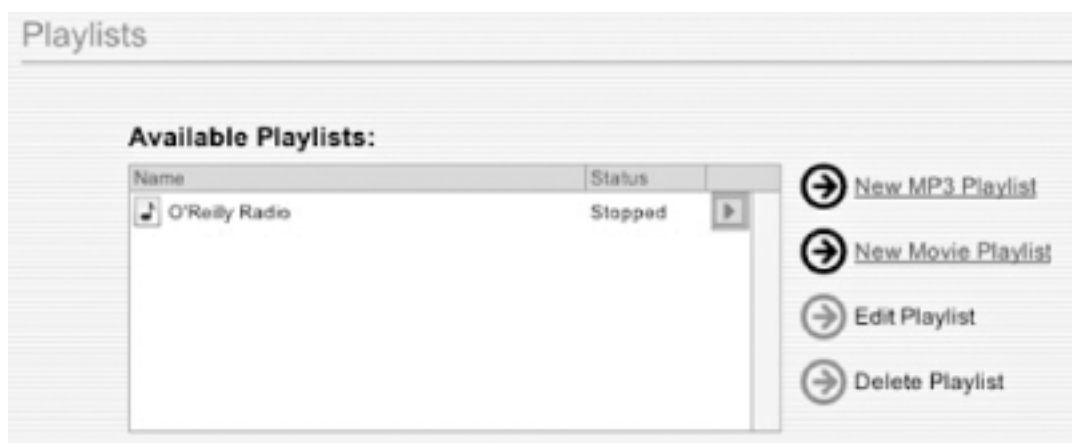 Playlists
Available Playlists:
Name Status
O'Reilly Radio Stopped
New MP3 Playlist
New Movie Playlist
Edit Playlist
Delete Playlist